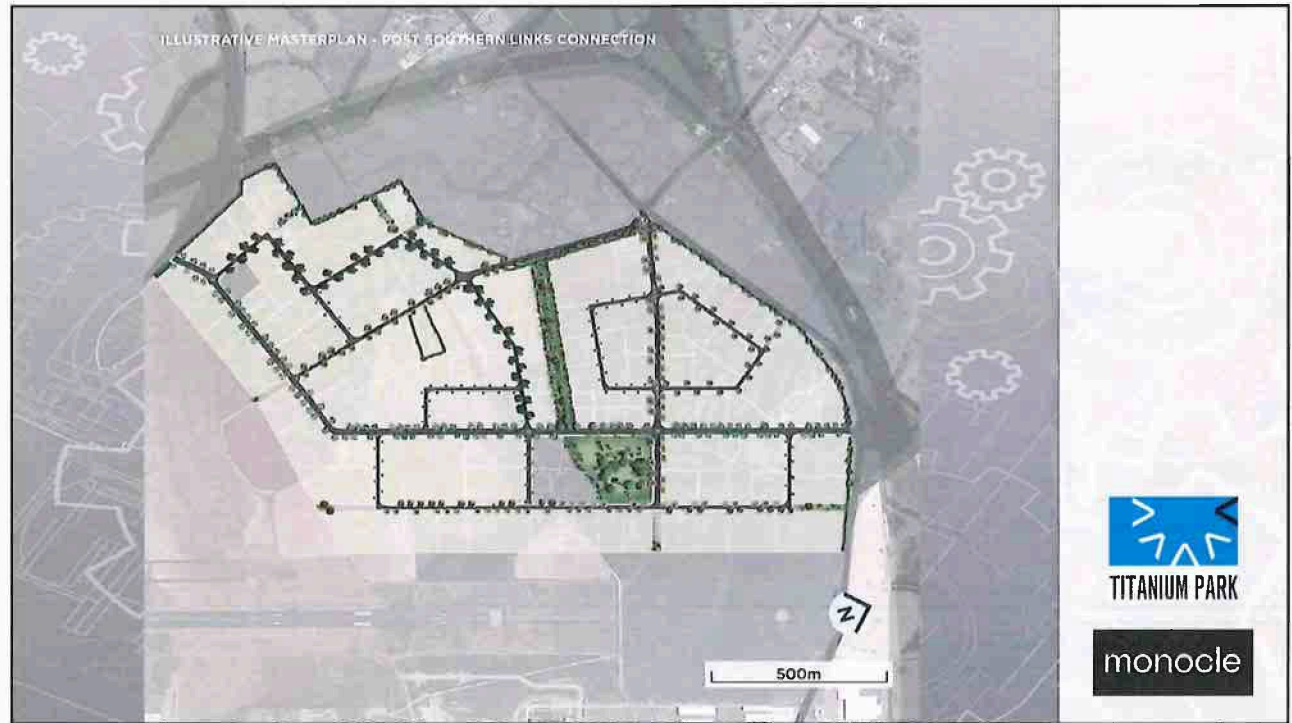 ILLUSTRATIVE MASTERPLAN - POST SOUTHERN LINKS CONNECTION
N
500m
TITANIUM PARK
monocle